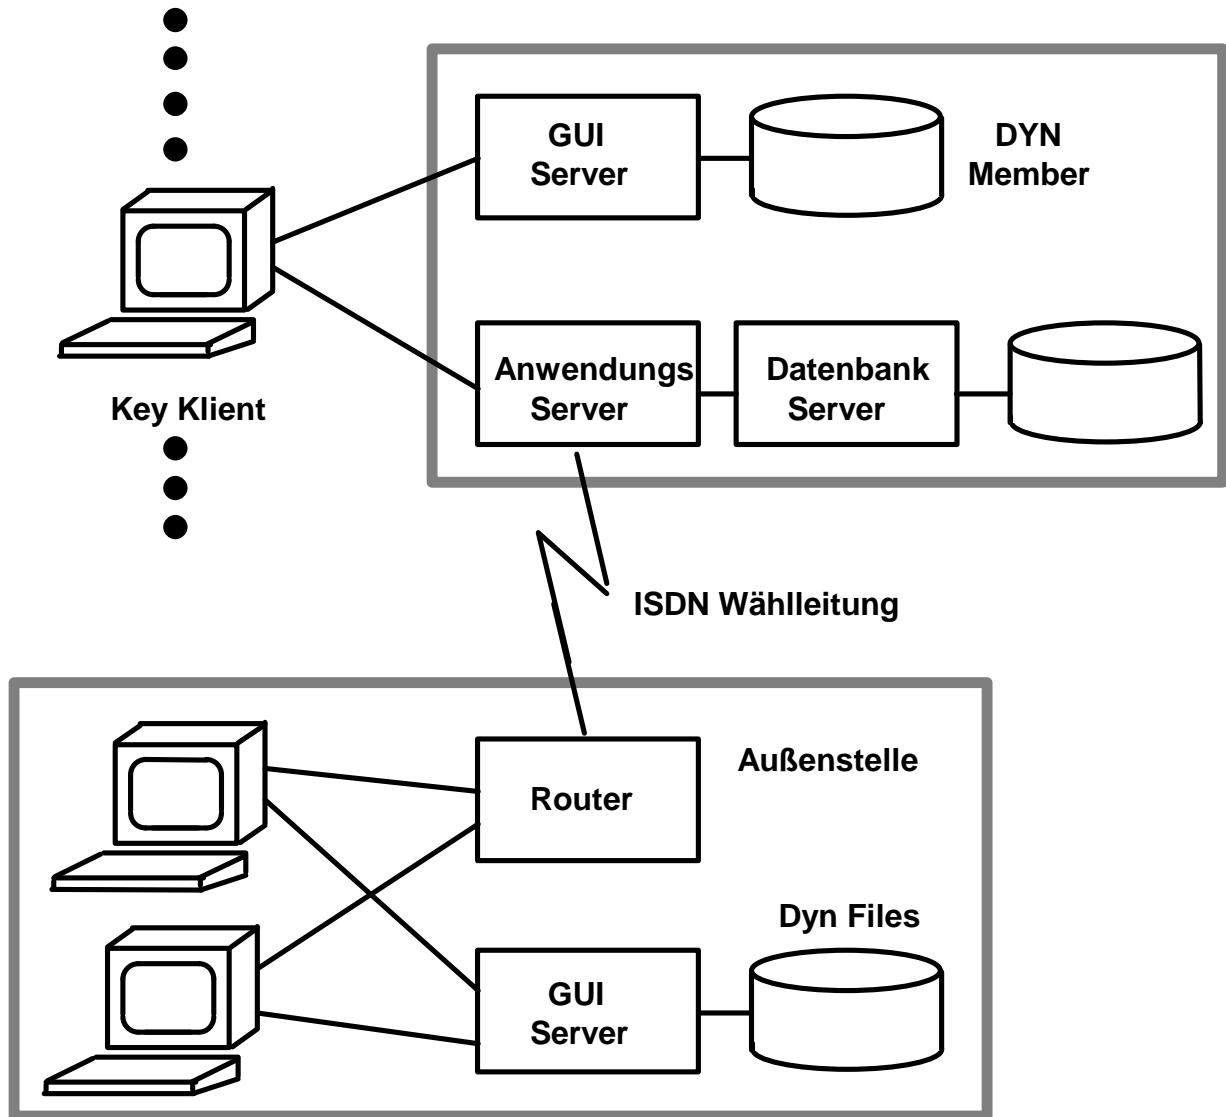 GUI
Server
DYN
Member
Anwendungs
Server
Datenbank
Server
Key Klient
ISDN Wählleitung
Außenstelle
Router
Dyn Files
GUI
Server